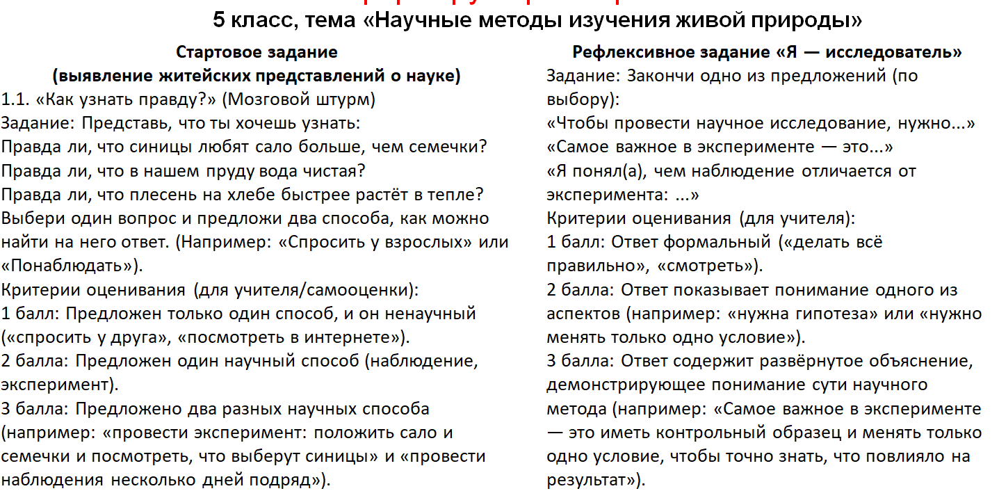 5 класс, тема «Научные методы изучения живой природы»
Стартовое задание
(выявление житейских представлений о науке)
1.1. «Как узнать правду?» (Мозговой штурм)
Задание: Представь, что ты хочешь узнать:
Правда ли, что синицы любят сало больше, чем семечки?
Правда ли, что в нашем пруду вода чистая?
Правда ли, что плесень на хлебе быстрее растёт в тепле?
Выбери один вопрос и предложи два способа, как можно
найти на него ответ. (Например: «Спросить у взрослых» или
«Понаблюдать»).
Критерии оценивания (для учителя/самооценки):
1 балл: Предложен только один способ, и он ненаучный
(«спросить у друга», «посмотреть в интернете»).
2 балла: Предложен один научный способ (наблюдение,
эксперимент).
3 балла: Предложено два разных научных способа
(например: «провести эксперимент: положить сало и
семечки и посмотреть, что выберут синицы» и «провести
наблюдения несколько дней подряд»).
Рефлексивное задание «Я — исследователь»
Задание: Закончи одно из предложений (по
выбору):
«Чтобы провести научное исследование, нужно...»
«Самое важное в эксперименте — это...»
«Я понял(а), чем наблюдение отличается от
эксперимента: ...»
Критерии оценивания (для учителя):
1 балл: Ответ формальный («делать всё
правильно», «смотреть»).
2 балла: Ответ показывает понимание одного из
аспектов (например: «нужна гипотеза» или «нужно
менять только одно условие»).
3 балла: Ответ содержит развёрнутое объяснение,
демонстрирующее понимание сути научного
метода (например: «Самое важное в эксперименте
— это иметь контрольный образец и менять только
одно условие, чтобы точно знать, что повлияло на
результат»).